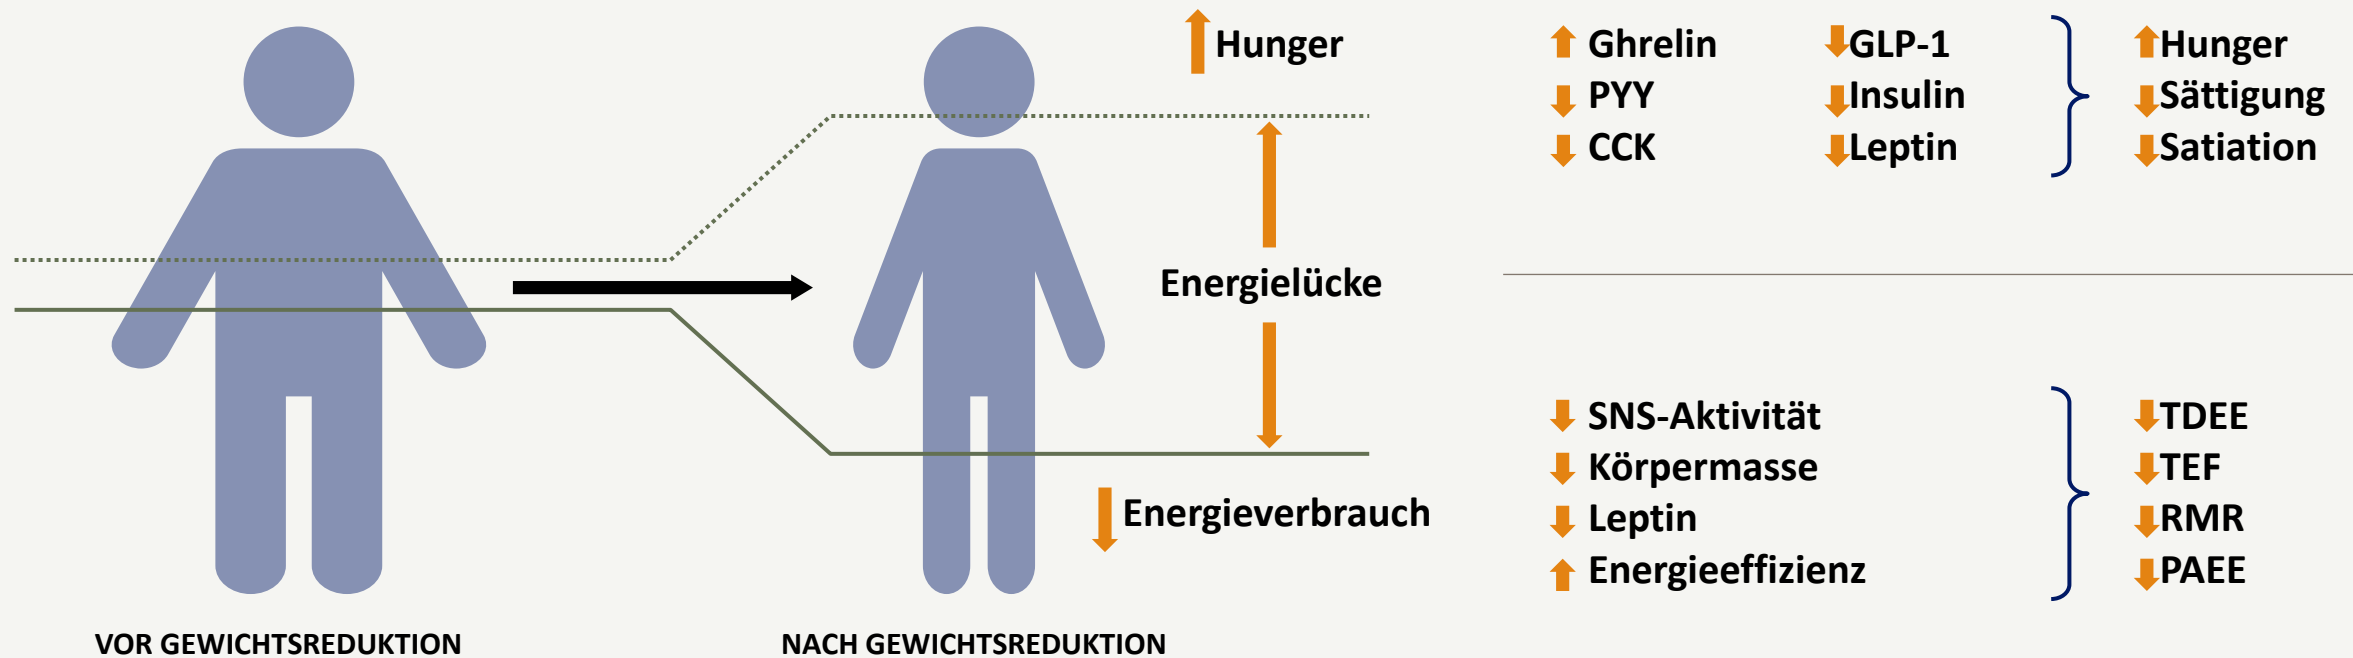 Hunger
Energielücke
Energieverbrauch
VOR GEWICHTSREDUKTION
NACH GEWICHTSREDUKTION
Ghrelin GLP-1 Hunger
PYY Insulin Sättigung
CCK Leptin Satiation
SNS-Aktivität TDEE
Körpermasse TEF
Leptin RMR
Energieeffizienz PAEE